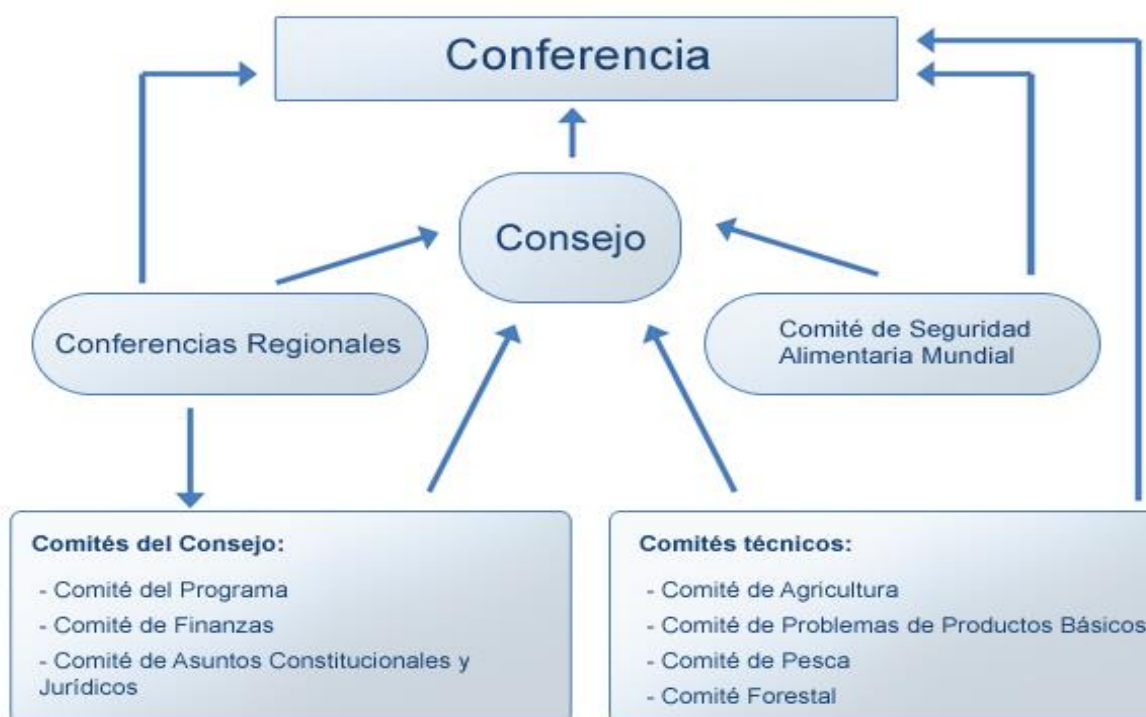 Conferencia
Consejo
Conferencias Regionales
Comité de Seguridad
Alimentaria Mundial
Comités del Consejo:
- Comité del Programa
- Comité de Finanzas
- Comité de Asuntos Constitucionales y
Jurídicos
Comités técnicos:
- Comité de Agricultura
- Comité de Problemas de Productos Básicos
- Comité de Pesca
- Comité Forestal